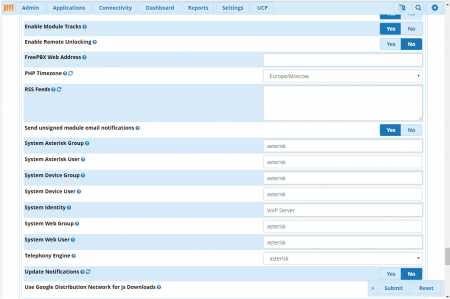 Admin Applications Connectivity Dashboard Reports Settings UCP
Enable Module Tracks Yes No
Enable Remote Unlocking Yes No
FreePBX Web Address
PHP Timezone Europe/Moscow
RSS Feeds
Send unsigned module email notifications Yes No
System Asterisk Group asterisk
System Asterisk User asterisk
System Device Group asterisk
System Device User asterisk
System Identity VoIP Server
System Web Group asterisk
System Web User asterisk
Telephony Engine asterisk
Update Notifications Yes No
Use Google Distribution Network for js Downloads » Submit Reset